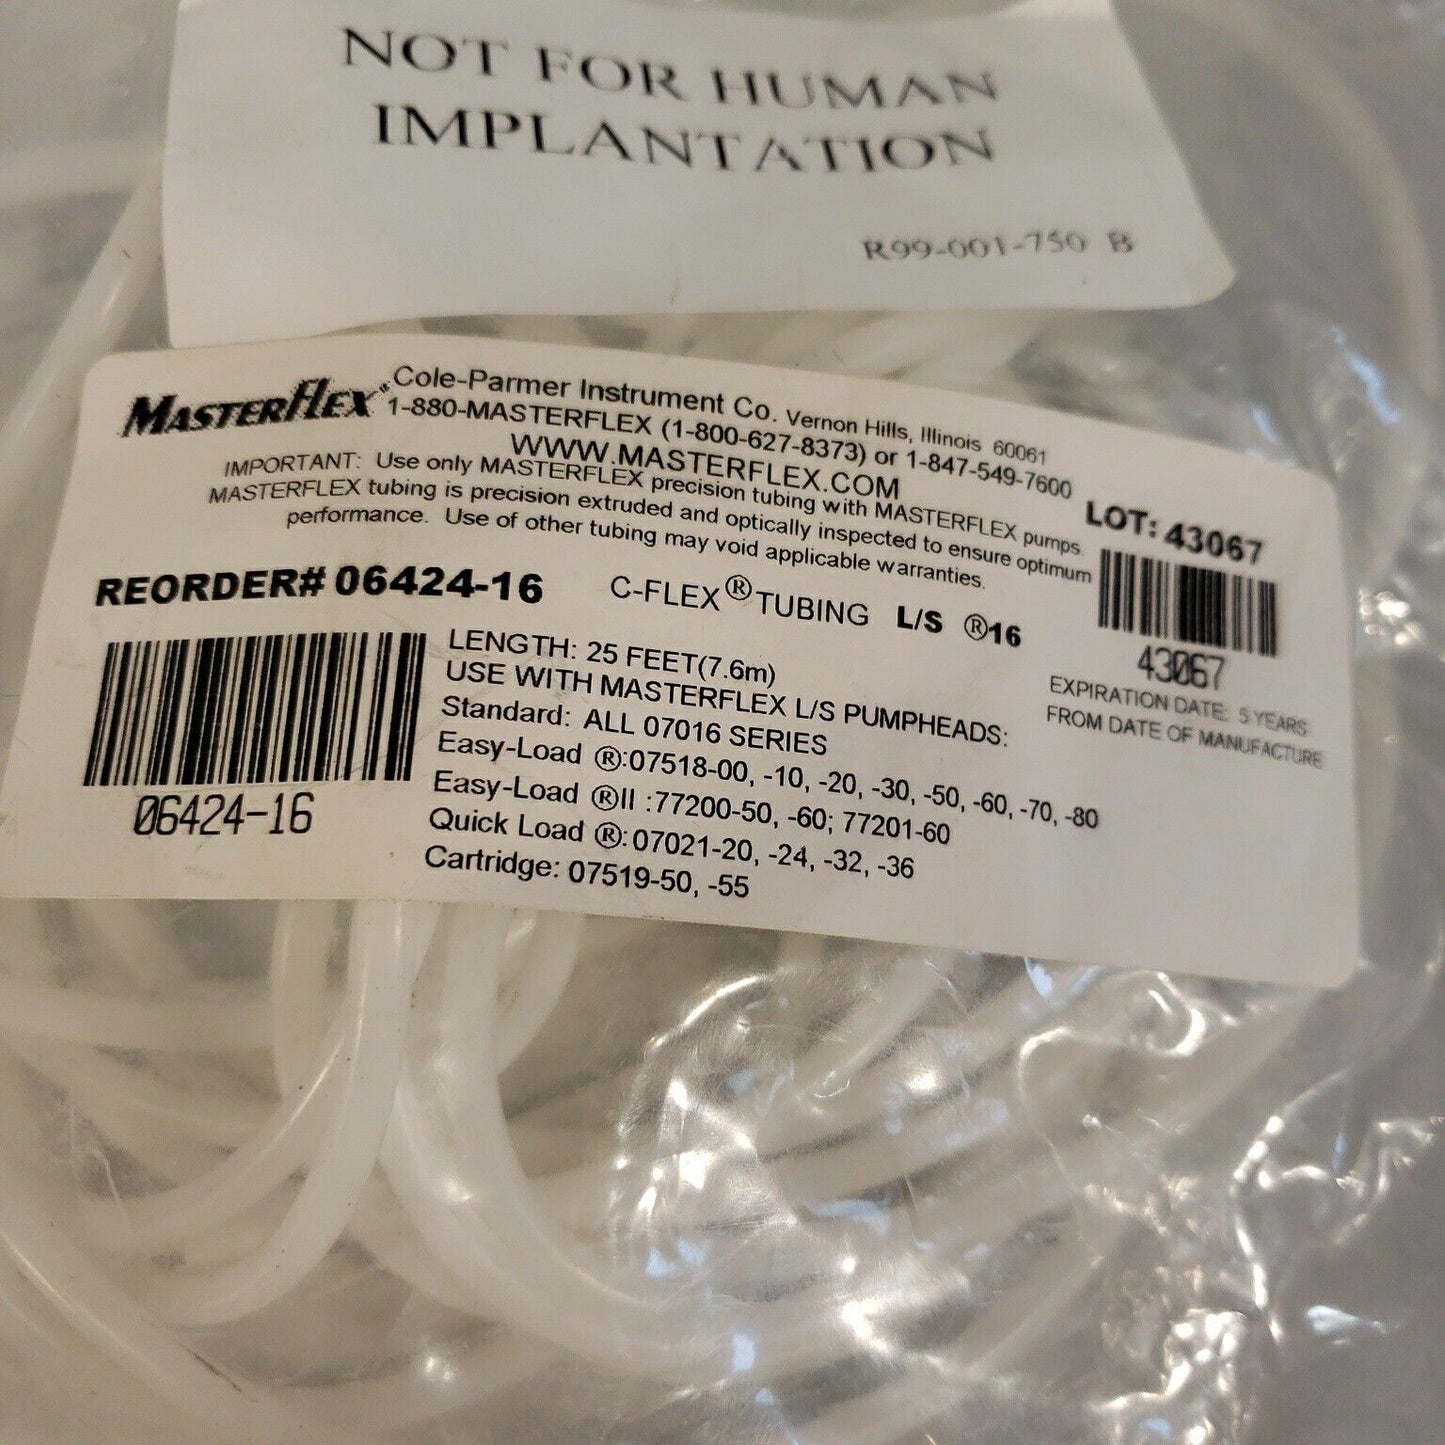 NOT FOR HUMAN
IMPLANTATION
R99-001-750 B
MASTERFLEX® Cole-Parmer Instrument Co. Vernon Hills, Illinois 60061
1-880-MASTERFLEX (1-800-627-8373) or 1-847-549-7600
WWW.MASTERFLEX.COM
IMPORTANT: Use only MASTERFLEX precision tubing with MASTERFLEX pumps.
MASTERFLEX tubing is precision extruded and optically inspected to ensure optimum
performance. Use of other tubing may void applicable warranties.
LOT: 43067
43067
EXPIRATION DATE: 5 YEARS
FROM DATE OF MANUFACTURE
REORDER# 06424-16
C-FLEX® TUBING L/S ®16
06424-16
LENGTH: 25 FEET(7.6m)
USE WITH MASTERFLEX L/S PUMPHEADS:
Standard: ALL 07016 SERIES
Easy-Load ®:07518-00, -10, -20, -30, -50, -60, -70, -80
Easy-Load ®II :77200-50, -60; 77201-60
Quick Load ®:07021-20, -24, -32, -36
Cartridge: 07519-50, -55